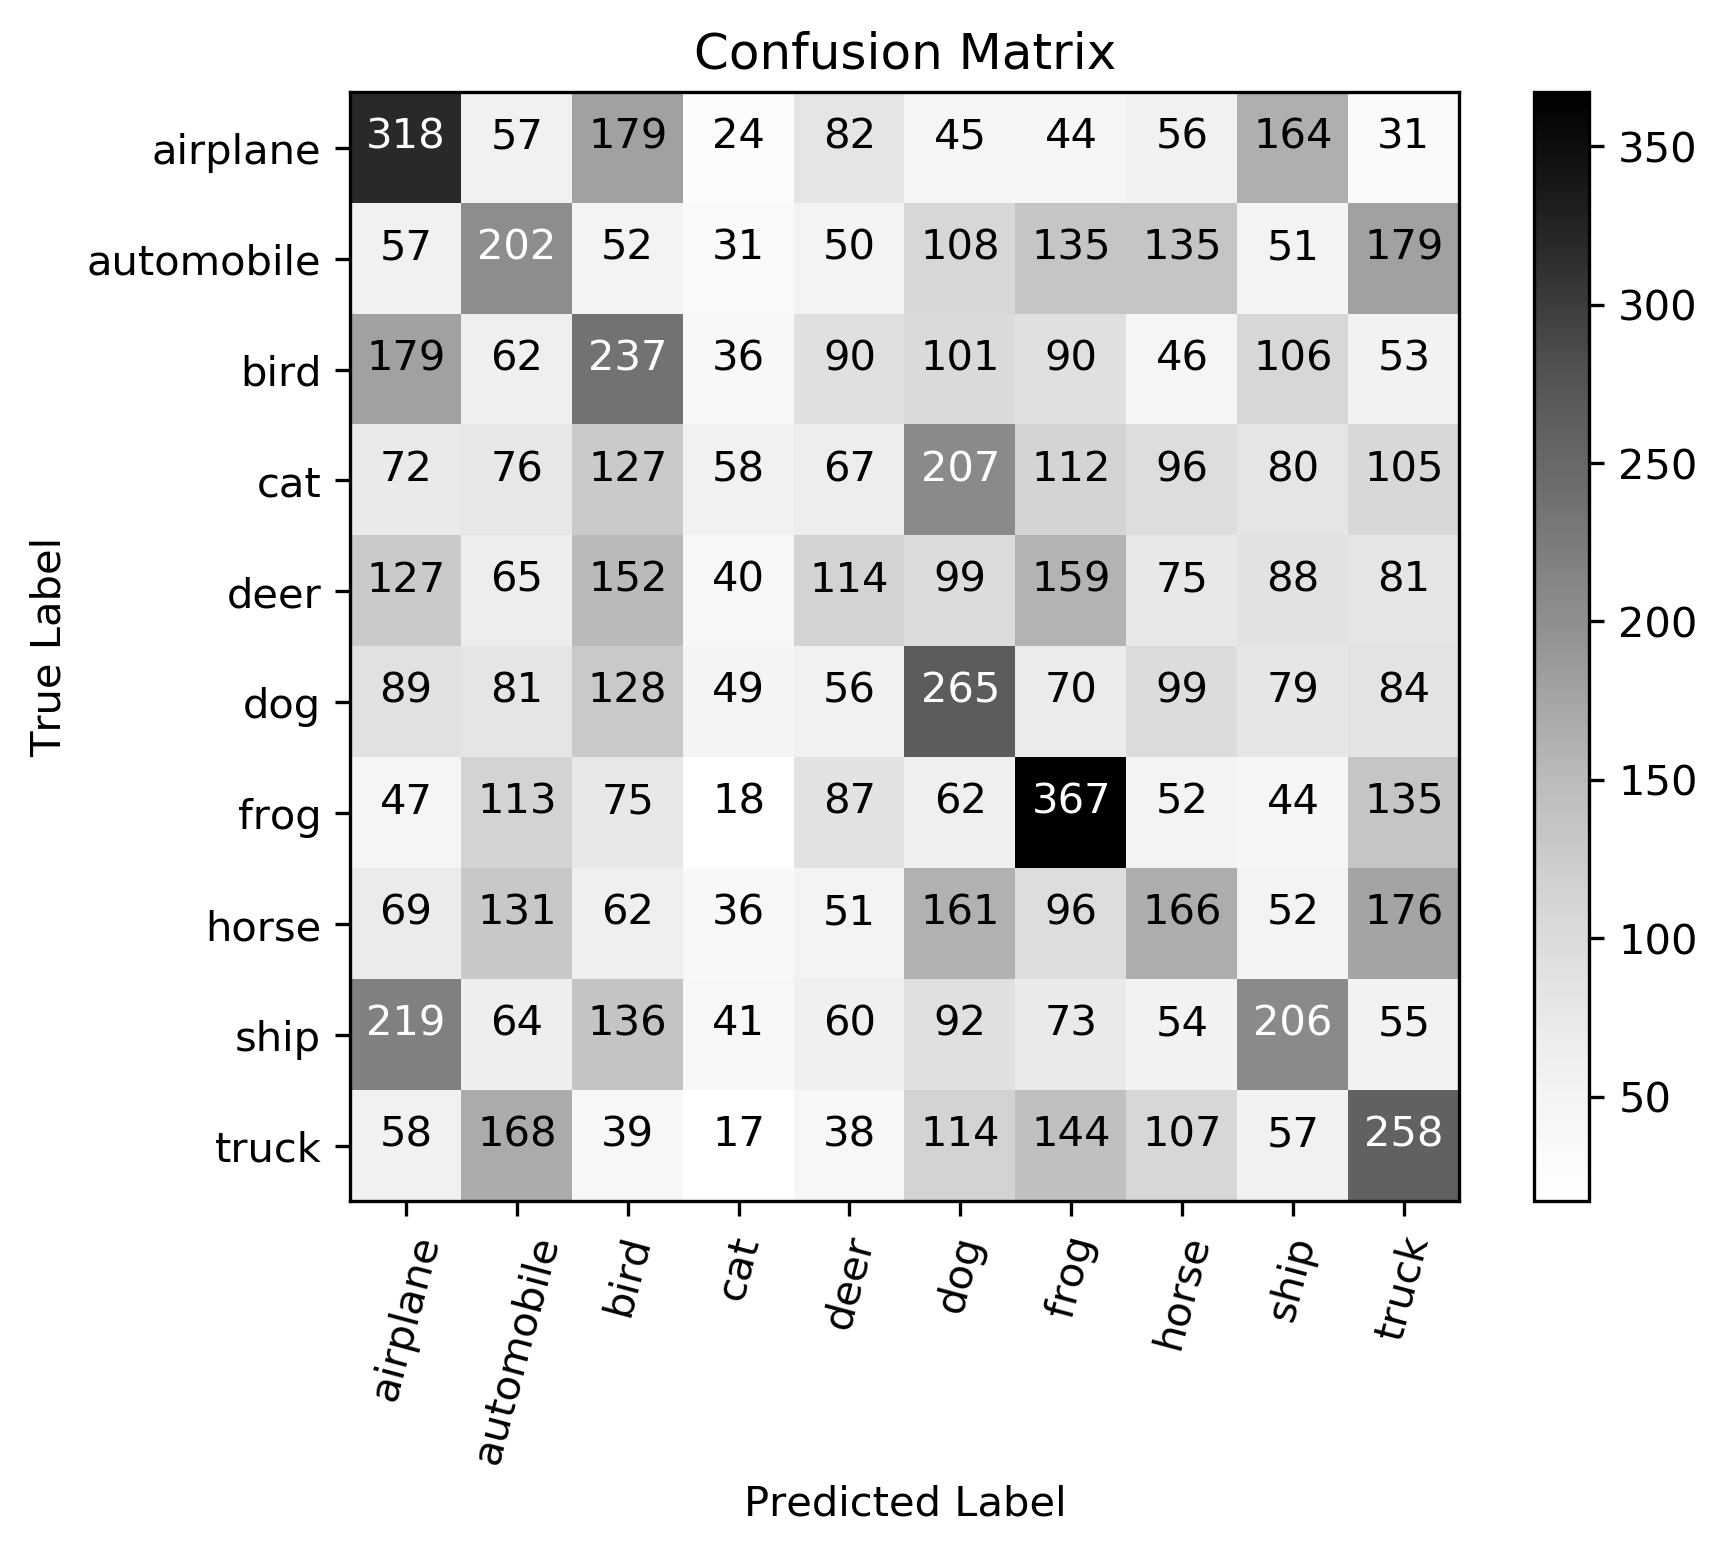 Confusion Matrix
True Label
airplane 318 57 179 24 82 45 44 56 164 31
automobile 57 202 52 31 50 108 135 135 51 179
bird 179 62 237 36 90 101 90 46 106 53
cat 72 76 127 58 67 207 112 96 80 105
deer 127 65 152 40 114 99 159 75 88 81
dog 89 81 128 49 56 265 70 99 79 84
frog 47 113 75 18 87 62 367 52 44 135
horse 69 131 62 36 51 161 96 166 52 176
ship 219 64 136 41 60 92 73 54 206 55
truck 58 168 39 17 38 114 144 107 57 258
airplane automobile bird cat deer dog frog horse ship truck
Predicted Label
350
300
250
200
150
100
50